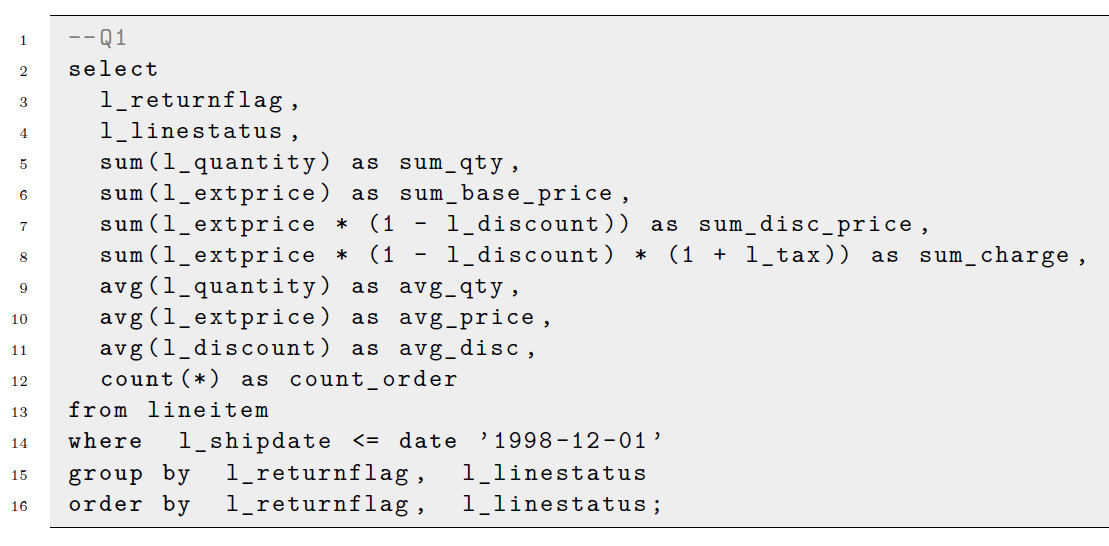 1 --Q1
2 select
3 l_returnflag,
4 l_linestatus,
5 sum(l_quantity) as sum_qty,
6 sum(l_extprice) as sum_base_price,
7 sum(l_extprice * (1 - l_discount)) as sum_disc_price,
8 sum(l_extprice * (1 - l_discount) * (1 + l_tax)) as sum_charge,
9 avg(l_quantity) as avg_qty,
10 avg(l_extprice) as avg_price,
11 avg(l_discount) as avg_disc,
12 count(*) as count_order
13 from lineitem
14 where l_shipdate <= date ’1998-12-01’
15 group by l_returnflag, l_linestatus
16 order by l_returnflag, l_linestatus;